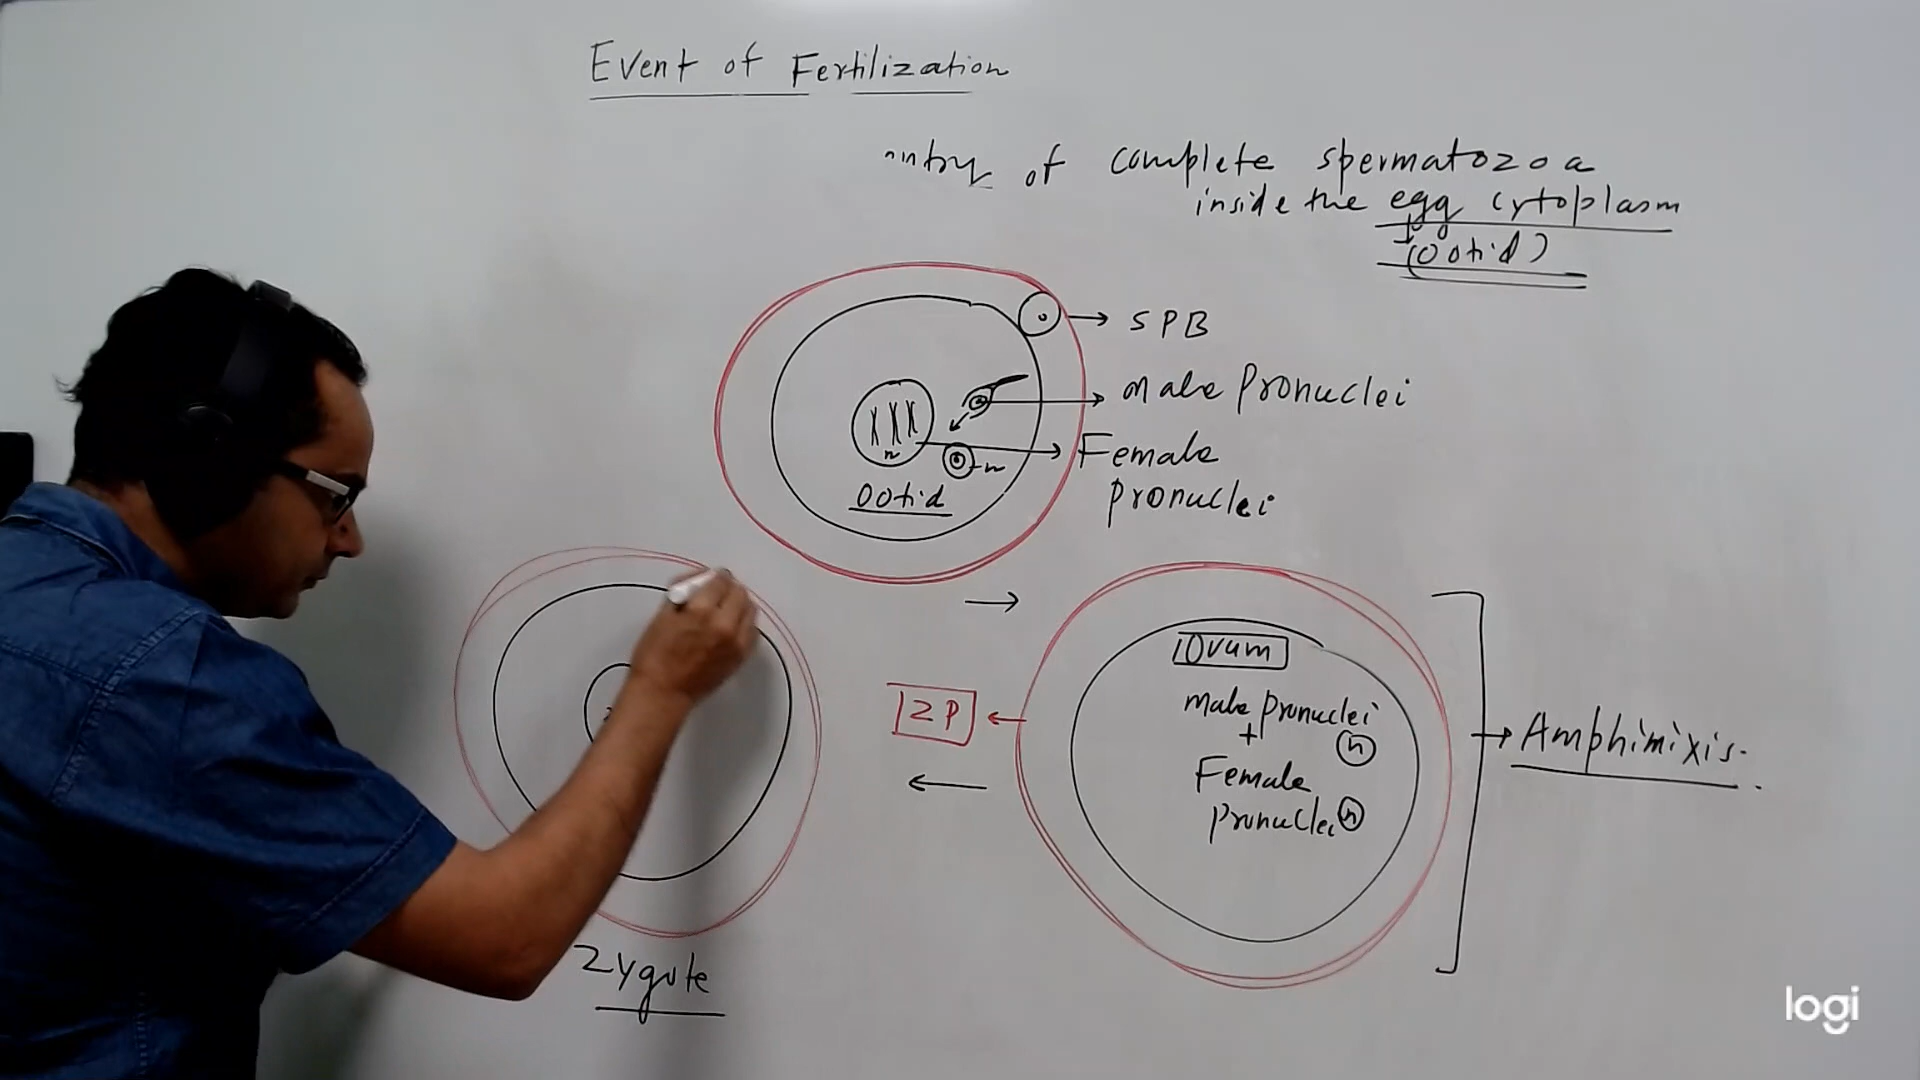 Event of Fertilization
of complete spermatozoa
inside the egg cytoplasm
(Ootid)
SPB
male Pronuclei
Female
pronuclei
n
n
Ootid
Ovum
male pronuclei
+
n
Female
pronuclei n
ZP
Amphimixis.
Zygote
logi